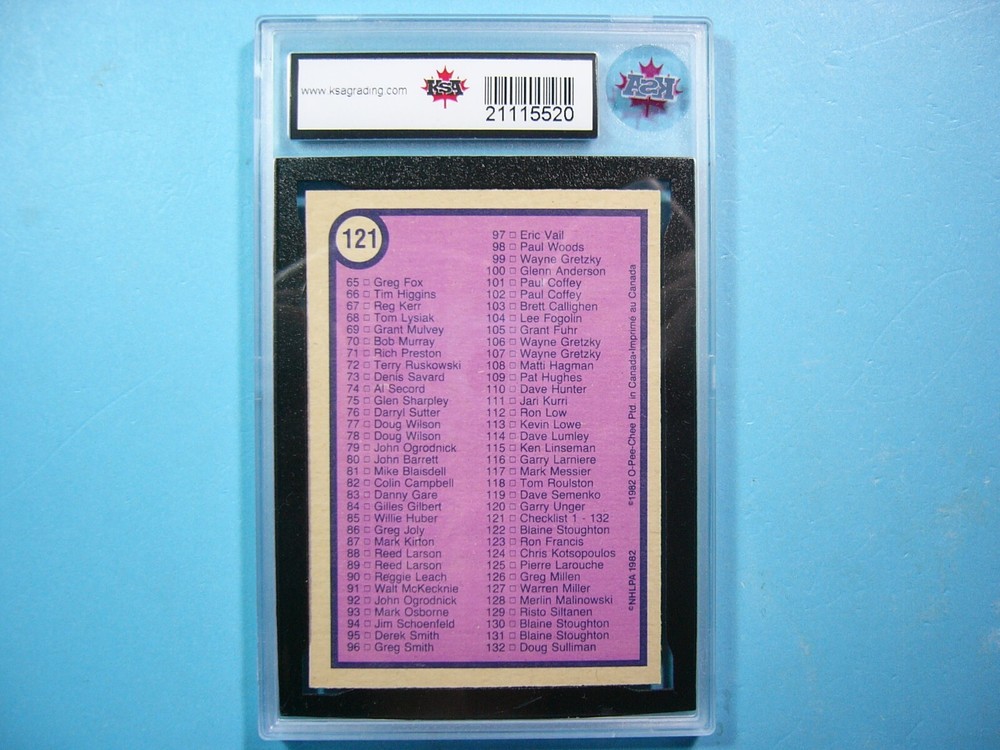 www.ksagrading.com
KSA
21115520
KSA
121
65 □ Greg Fox
66 □ Tim Higgins
67 □ Reg Kerr
68 □ Tom Lysiak
69 □ Grant Mulvey
70 □ Bob Murray
71 □ Rich Preston
72 □ Terry Ruskowski
73 □ Denis Savard
74 □ Al Secord
75 □ Glen Sharpley
76 □ Darryl Sutter
77 □ Doug Wilson
78 □ Doug Wilson
79 □ John Ogrodnick
80 □ John Barrett
81 □ Mike Blaisdell
82 □ Colin Campbell
83 □ Danny Gare
84 □ Gilles Gilbert
85 □ Willie Huber
86 □ Greg Joly
87 □ Mark Kirton
88 □ Reed Larson
89 □ Reed Larson
90 □ Reggie Leach
91 □ Walt McKecknie
92 □ John Ogrodnick
93 □ Mark Osborne
94 □ Jim Schoenfeld
95 □ Derek Smith
96 □ Greg Smith
97 □ Eric Vail
98 □ Paul Woods
99 □ Wayne Gretzky
100 □ Glenn Anderson
101 □ Paul Coffey
102 □ Paul Coffey
103 □ Brett Callighen
104 □ Lee Fogolin
105 □ Grant Fuhr
106 □ Wayne Gretzky
107 □ Wayne Gretzky
108 □ Matti Hagman
109 □ Pat Hughes
110 □ Dave Hunter
111 □ Jari Kurri
112 □ Ron Low
113 □ Kevin Lowe
114 □ Dave Lumley
115 □ Ken Linseman
116 □ Garry Larniere
117 □ Mark Messier
118 □ Tom Roulston
119 □ Dave Semenko
120 □ Garry Unger
121 □ Checklist 1 - 132
122 □ Blaine Stoughton
123 □ Ron Francis
124 □ Chris Kotsopoulos
125 □ Pierre Larouche
126 □ Greg Millen
127 □ Warren Miller
128 □ Merlin Malinowski
129 □ Risto Siltanen
130 □ Blaine Stoughton
131 □ Blaine Stoughton
132 □ Doug Sulliman
©NHLPA 1982
©1982 O-Pee-Chee Ptd. in Canada-Imprimé au Canada